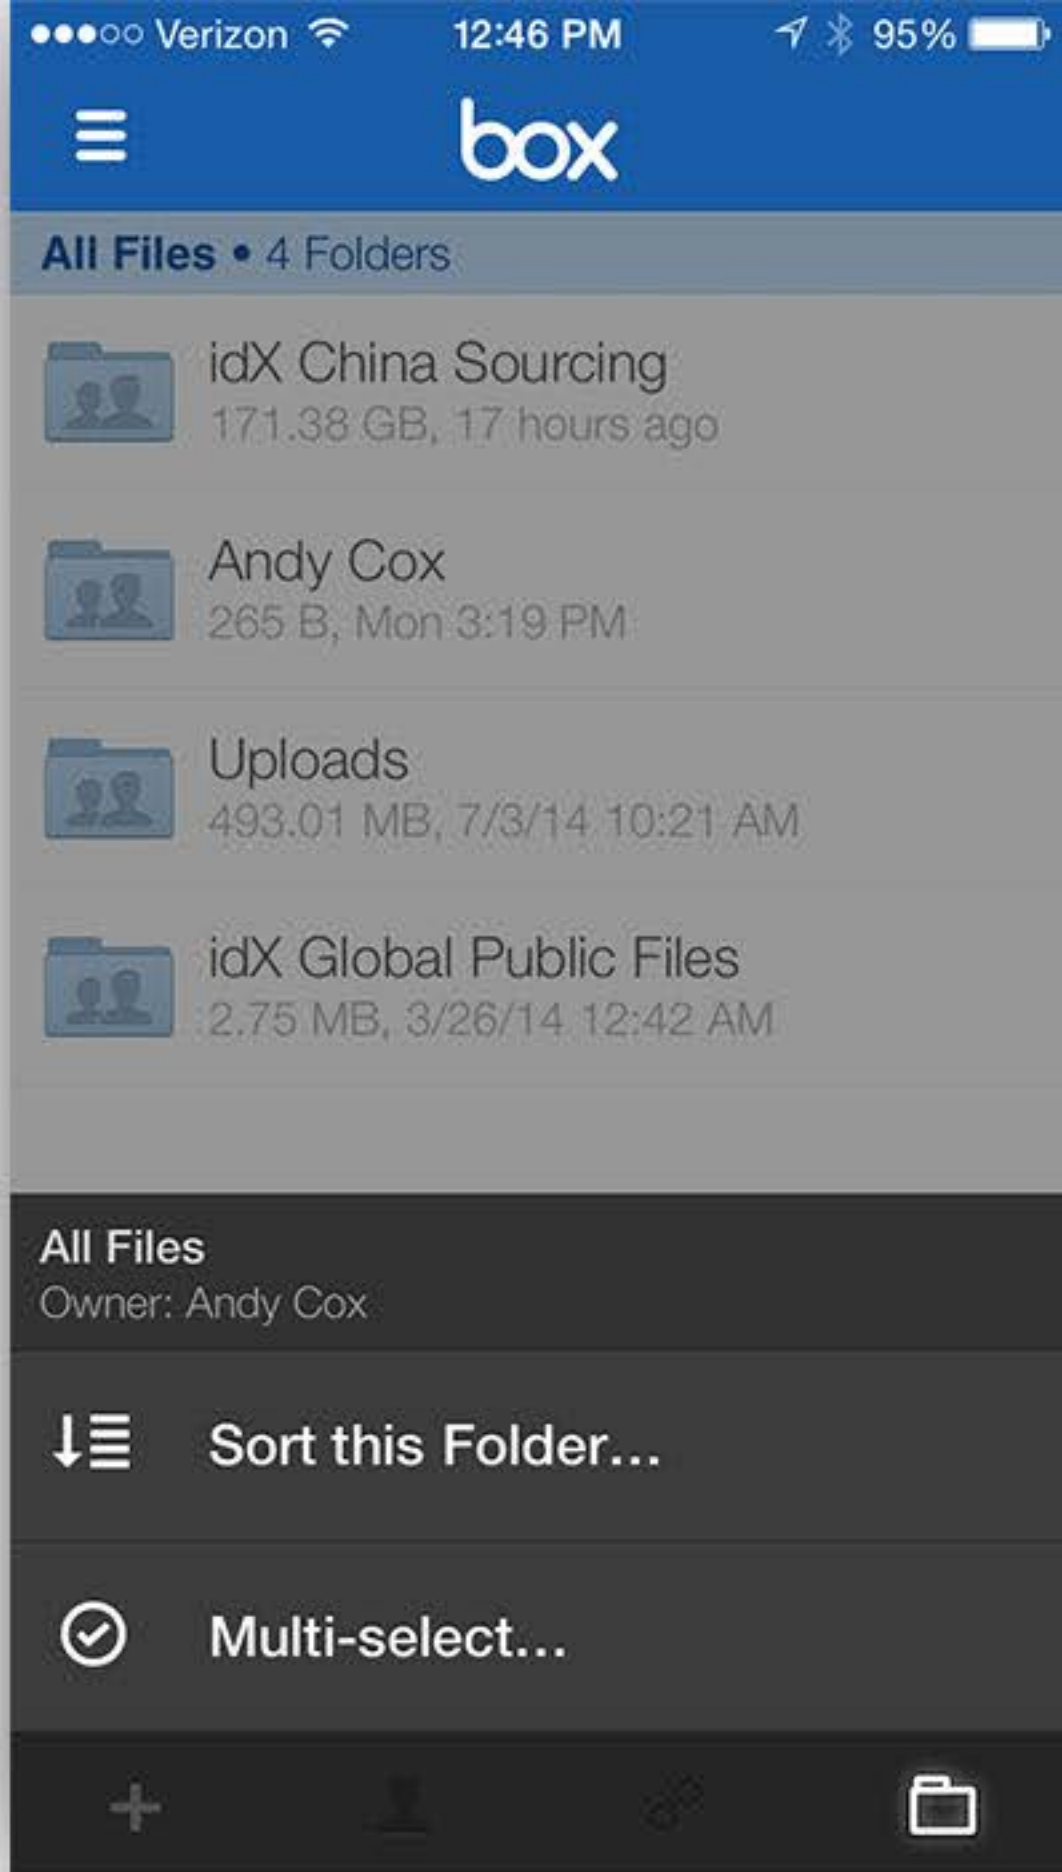 Verizon 12:46 PM 95%
box
All Files • 4 Folders
idX China Sourcing
171.38 GB, 17 hours ago
Andy Cox
265 B, Mon 3:19 PM
Uploads
493.01 MB, 7/3/14 10:21 AM
idX Global Public Files
2.75 MB, 3/26/14 12:42 AM
All Files
Owner: Andy Cox
Sort this Folder...
Multi-select...